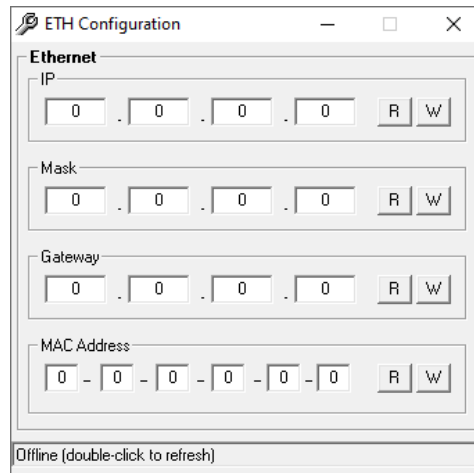 ETH Configuration
Ethernet
IP
0 . 0 . 0 . 0 R W
Mask
0 . 0 . 0 . 0 R W
Gateway
0 . 0 . 0 . 0 R W
MAC Address
0 - 0 - 0 - 0 - 0 - 0 R W
Offline (double-click to refresh)